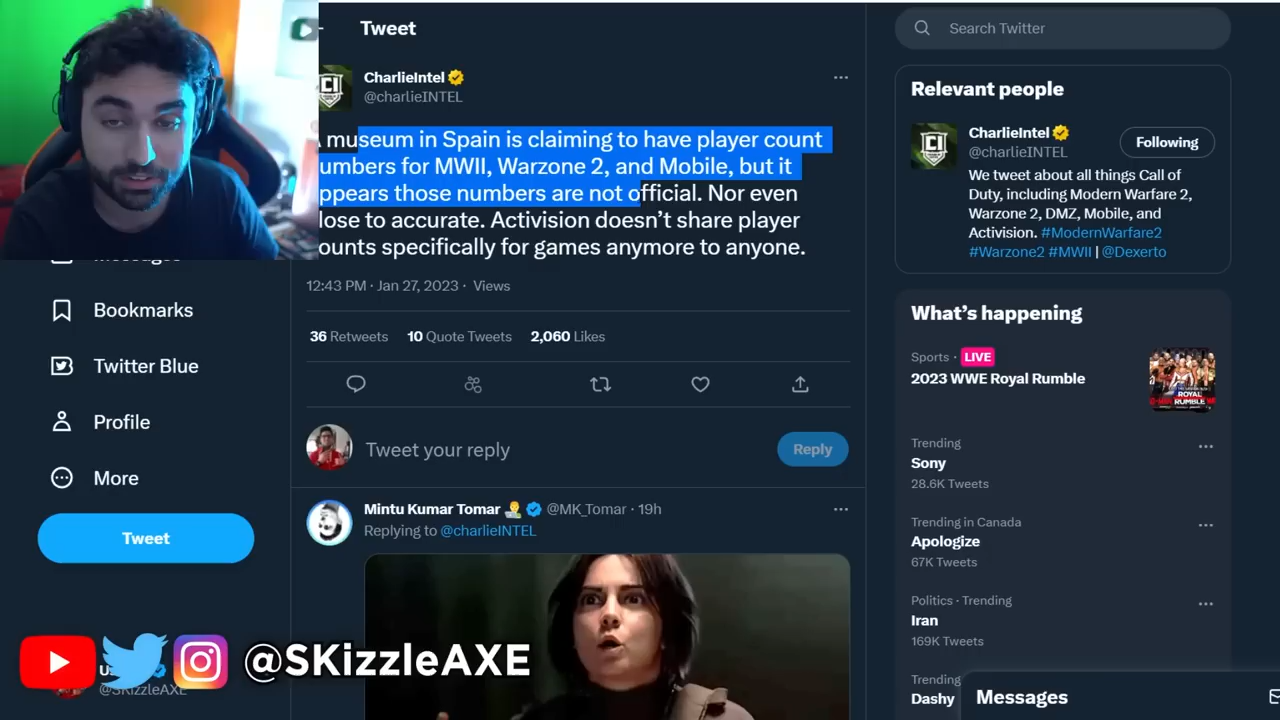 Tweet
CharlieIntel
@charlieINTEL
museum in Spain is claiming to have player count
umbers for MWII, Warzone 2, and Mobile, but it
ppears those numbers are not official. Nor even
lose to accurate. Activision doesn’t share player
ounts specifically for games anymore to anyone.
12:43 PM · Jan 27, 2023 · Views
36 Retweets 10 Quote Tweets 2,060 Likes
Tweet your reply
Reply
Mintu Kumar Tomar @MK_Tomar · 19h
Replying to @charlieINTEL
Bookmarks
Twitter Blue
Profile
More
Tweet
@SKizzleAXE
@SKizzleAXE
Search Twitter
Relevant people
CharlieIntel
@charlieINTEL
Following
We tweet about all things Call of
Duty, including Modern Warfare 2,
Warzone 2, DMZ, Mobile, and
Activision. #ModernWarfare2
#Warzone2 #MWII | @Dexerto
What’s happening
Sports · LIVE
2023 WWE Royal Rumble
Trending
Sony
28.6K Tweets
Trending in Canada
Apologize
67K Tweets
Politics · Trending
Iran
169K Tweets
Trending
Dashy
Messages